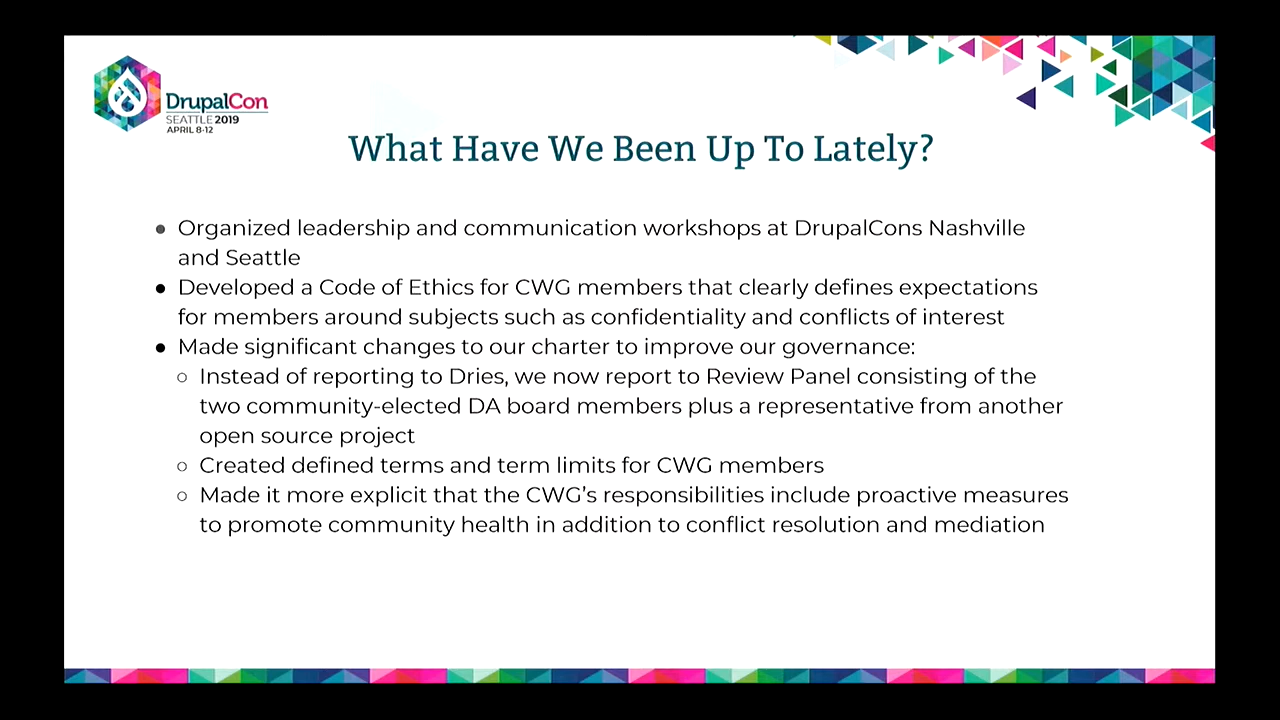 DrupalCon
SEATTLE 2019
APRIL 8-12
What Have We Been Up To Lately?
● Organized leadership and communication workshops at DrupalCons Nashville
and Seattle
● Developed a Code of Ethics for CWG members that clearly defines expectations
for members around subjects such as confidentiality and conflicts of interest
● Made significant changes to our charter to improve our governance:
○ Instead of reporting to Dries, we now report to Review Panel consisting of the
two community-elected DA board members plus a representative from another
open source project
○ Created defined terms and term limits for CWG members
○ Made it more explicit that the CWG’s responsibilities include proactive measures
to promote community health in addition to conflict resolution and mediation